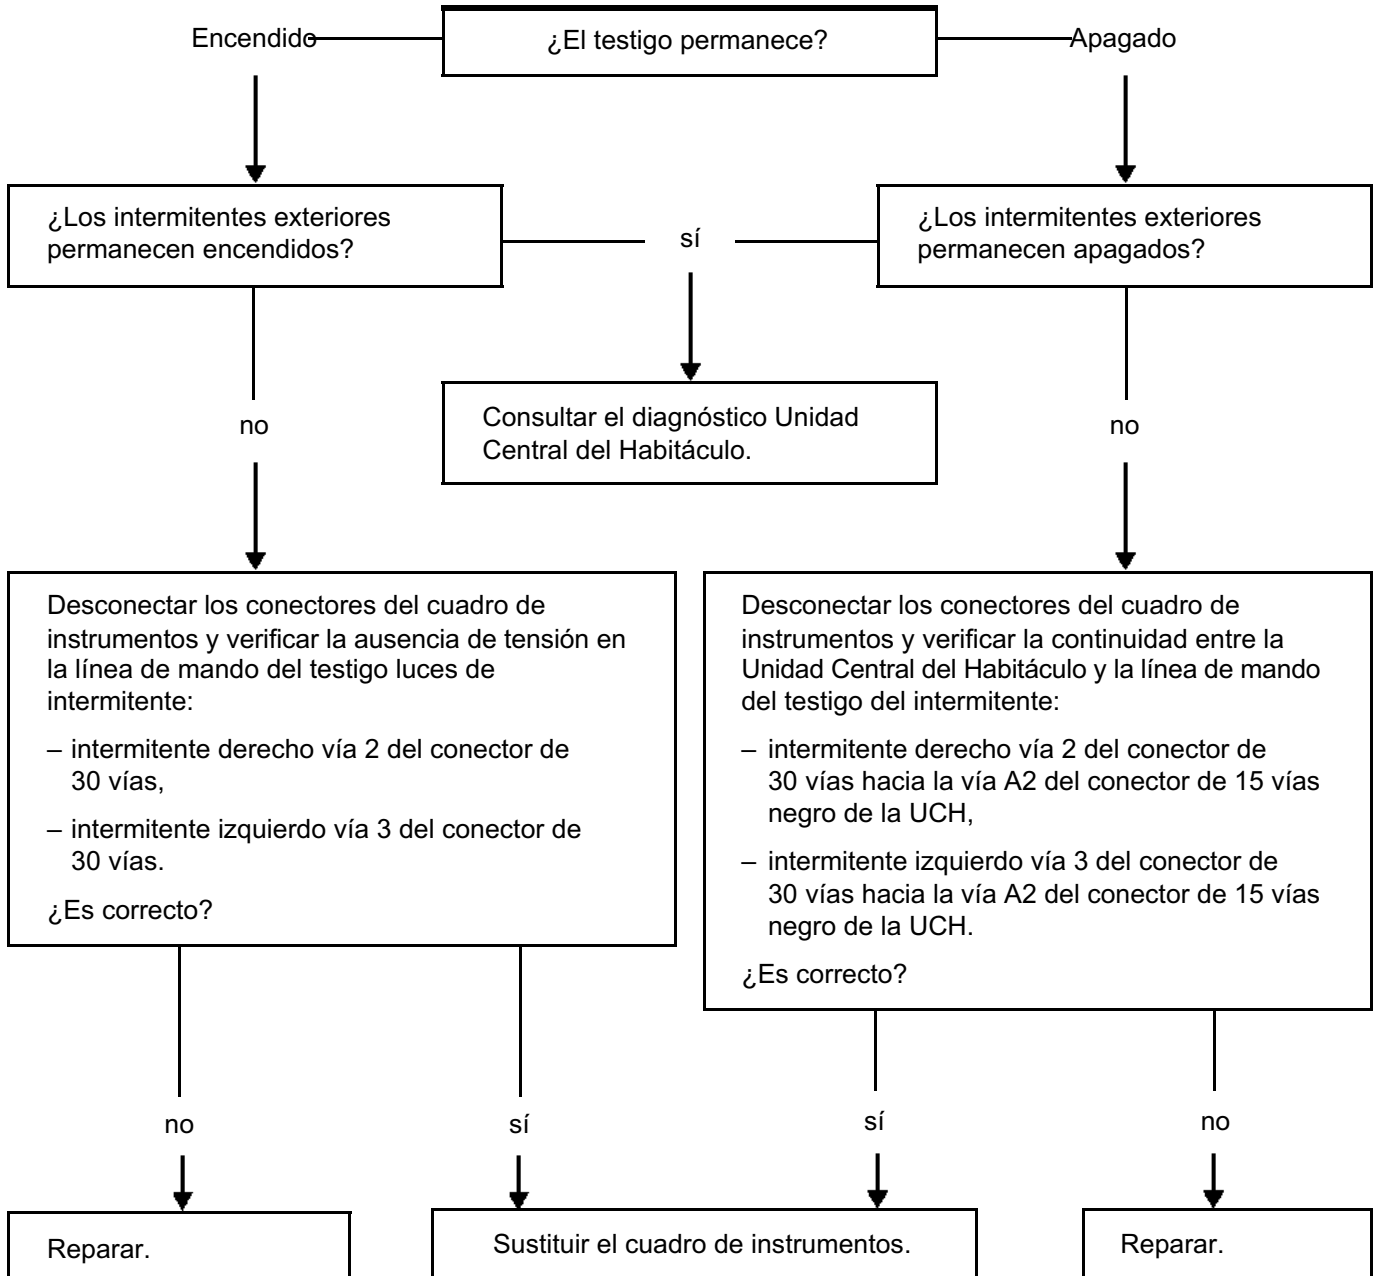 Encendido
¿El testigo permanece?
Apagado
¿Los intermitentes exteriores
permanecen encendidos?
sí
¿Los intermitentes exteriores
permanecen apagados?
no
Consultar el diagnóstico Unidad
Central del Habitáculo.
no
Desconectar los conectores del cuadro de
instrumentos y verificar la ausencia de tensión en
la línea de mando del testigo luces de
intermitente:
– intermitente derecho vía 2 del conector de
30 vías,
– intermitente izquierdo vía 3 del conector de
30 vías.
¿Es correcto?
Desconectar los conectores del cuadro de
instrumentos y verificar la continuidad entre la
Unidad Central del Habitáculo y la línea de mando
del testigo del intermitente:
– intermitente derecho vía 2 del conector de
30 vías hacia la vía A2 del conector de 15 vías
negro de la UCH,
– intermitente izquierdo vía 3 del conector de
30 vías hacia la vía A2 del conector de 15 vías
negro de la UCH.
¿Es correcto?
no
sí
sí
no
Reparar.
Sustituir el cuadro de instrumentos.
Reparar.